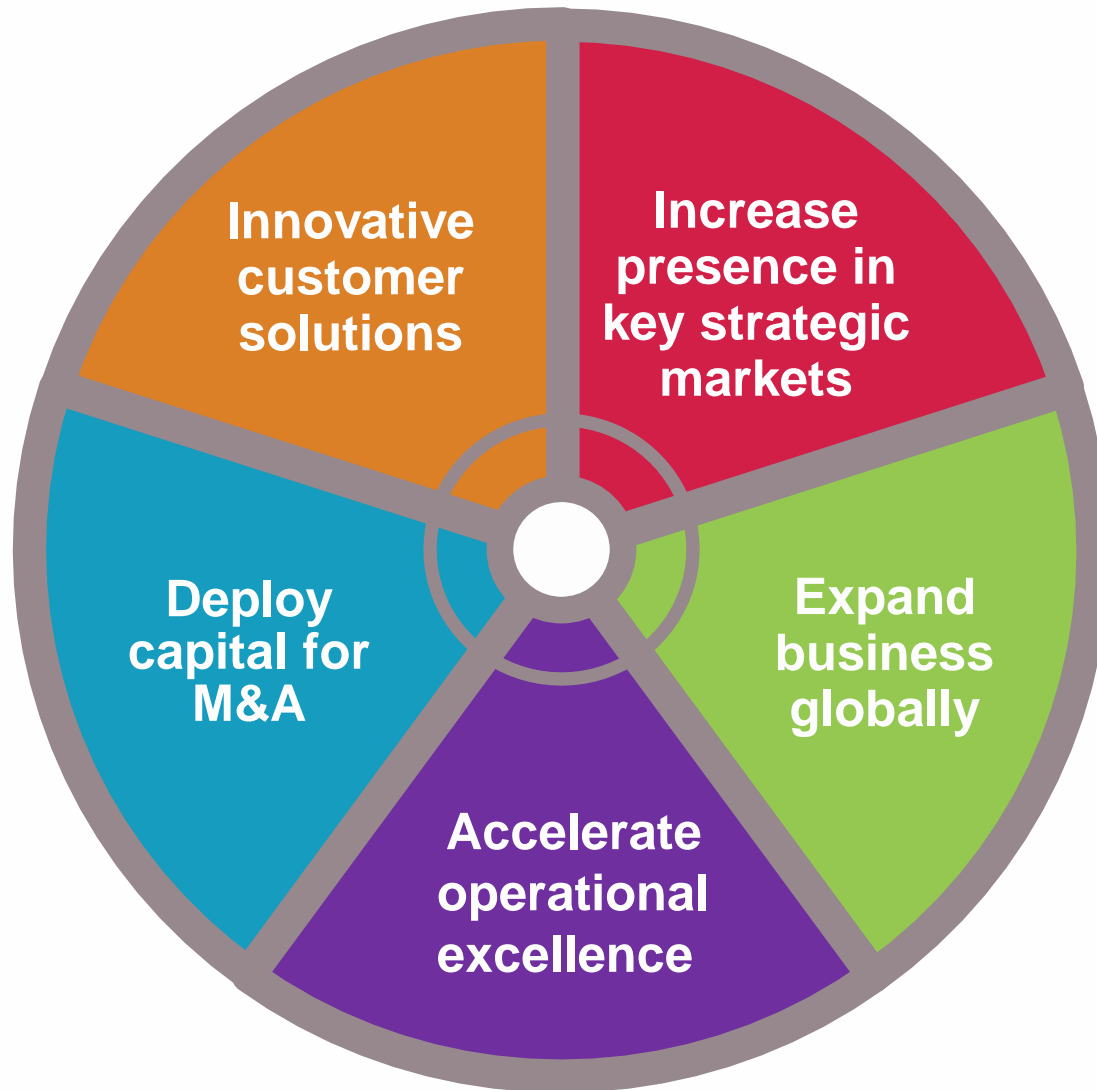 Innovative
customer
solutions
Increase
presence in
key strategic
markets
Expand
business
globally
Accelerate
operational
excellence
Deploy
capital for
M&A